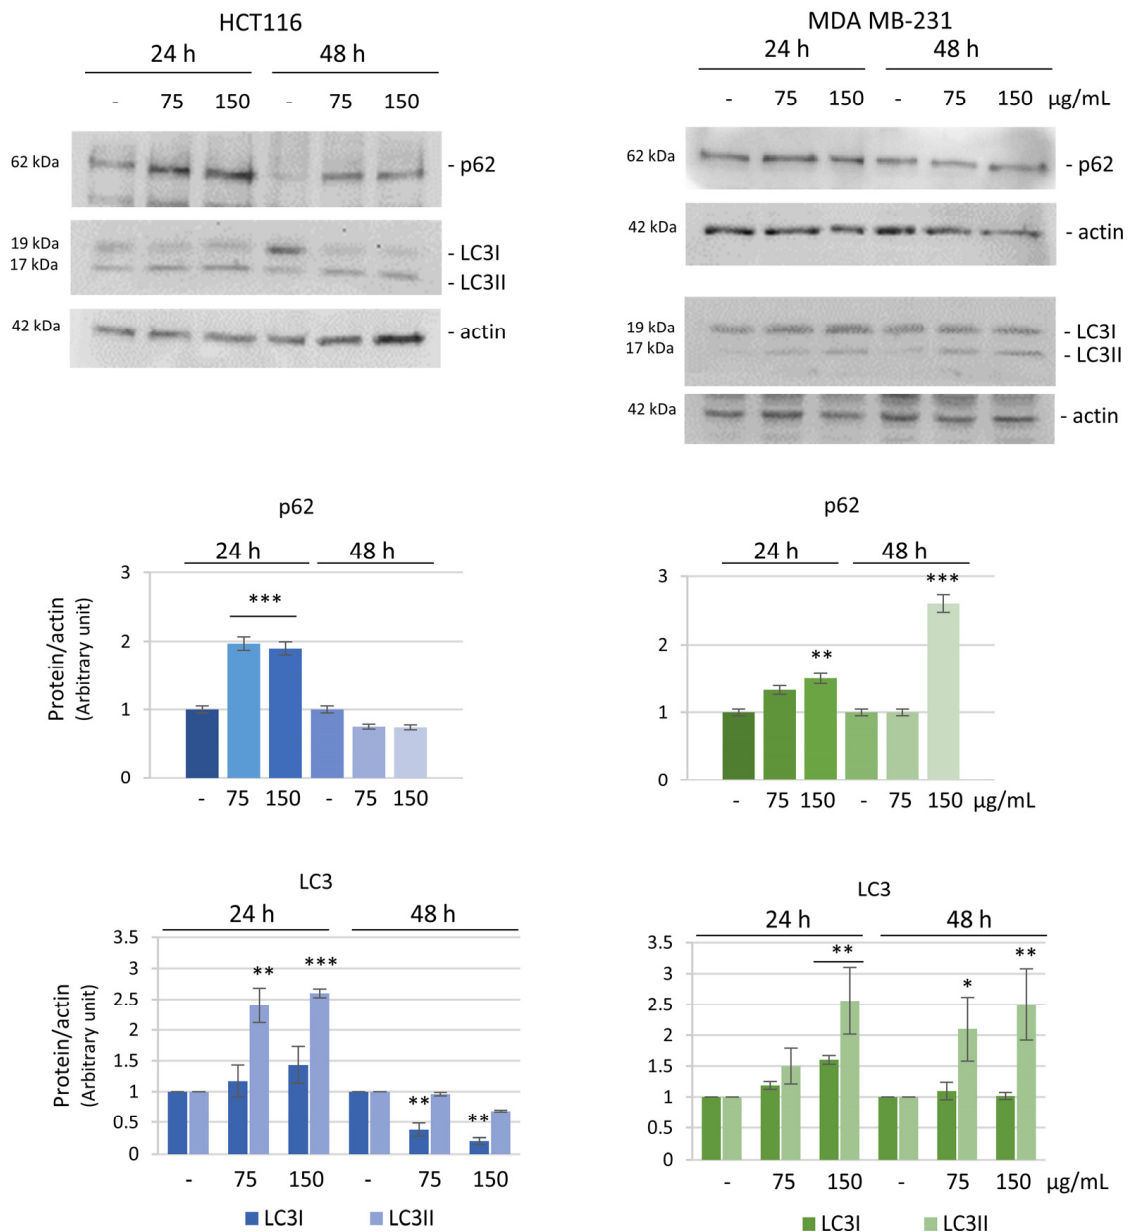 HCT116
24 h 48 h
- 75 150 - 75 150
62 kDa - p62
19 kDa - LC3I
17 kDa - LC3II
42 kDa - actin
MDA MB-231
24 h 48 h
- 75 150 - 75 150 µg/mL
62 kDa - p62
42 kDa - actin
19 kDa - LC3I
17 kDa - LC3II
42 kDa - actin
p62
24 h 48 h
Protein/actin
(Arbitrary unit)
3
***
2
1
0
- 75 150 - 75 150
p62
24 h 48 h
3 ***
2
**
1
0
- 75 150 - 75 150 µg/mL
LC3
24 h 48 h
Protein/actin
(Arbitrary unit)
3.5
3 ** ***
2.5
2
1.5
1
** **
0.5
0
- 75 150 - 75 150
LC3I LC3II
LC3
24 h 48 h
3.5
** **
3
*
2.5
2
1.5
1
0.5
0
- 75 150 - 75 150 µg/mL
LC3I LC3II